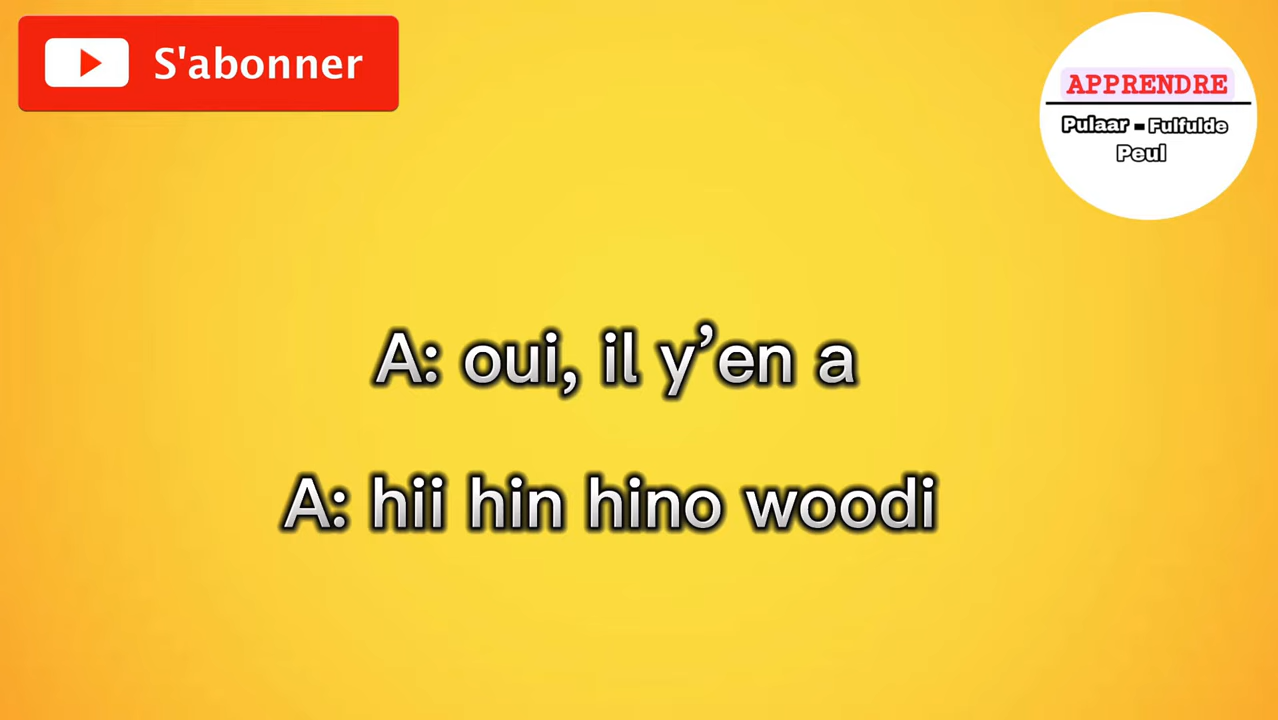 S'abonner
APPRENDRE
Pulaar - Fulfulde
Peul
A: oui, il y’en a
A: hii hin hino woodi